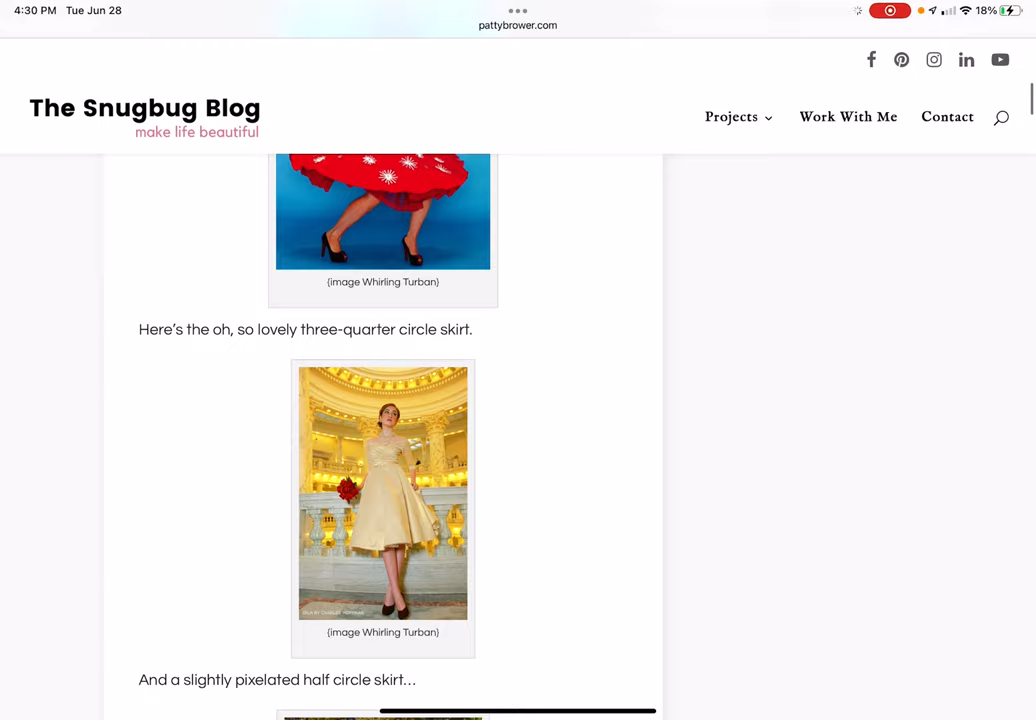 4:30 PM Tue Jun 28
18%
pattybrower.com
The Snugbug Blog
make life beautiful
Projects Work With Me Contact
{image Whirling Turban}
Here's the oh, so lovely three-quarter circle skirt.
{image Whirling Turban}
And a slightly pixelated half circle skirt…